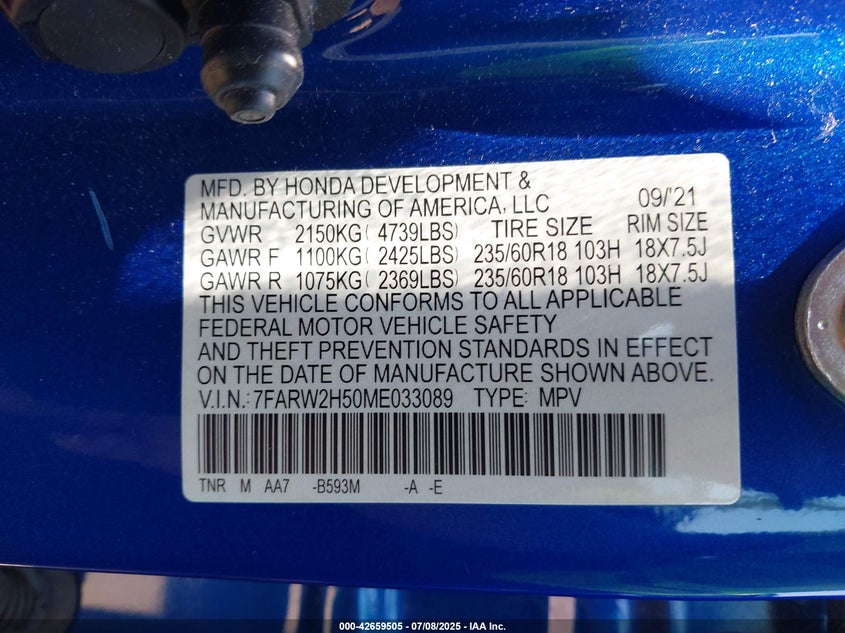 MFD. BY HONDA DEVELOPMENT &
MANUFACTURING OF AMERICA, LLC 09/'21
GVWR 2150KG( 4739LBS) TIRE SIZE RIM SIZE
GAWR F 1100KG( 2425LBS) 235/60R18 103H 18X7.5J
GAWR R 1075KG( 2369LBS) 235/60R18 103H 18X7.5J
THIS VEHICLE CONFORMS TO ALL APPLICABLE
FEDERAL MOTOR VEHICLE SAFETY
AND THEFT PREVENTION STANDARDS IN EFFECT
ON THE DATE OF MANUFACTURE SHOWN ABOVE.
V.I.N.:7FARW2H50ME033089 TYPE: MPV
TNR M AA7 -B593M -A -E
000-42659505 - 07/08/2025 - IAA Inc.